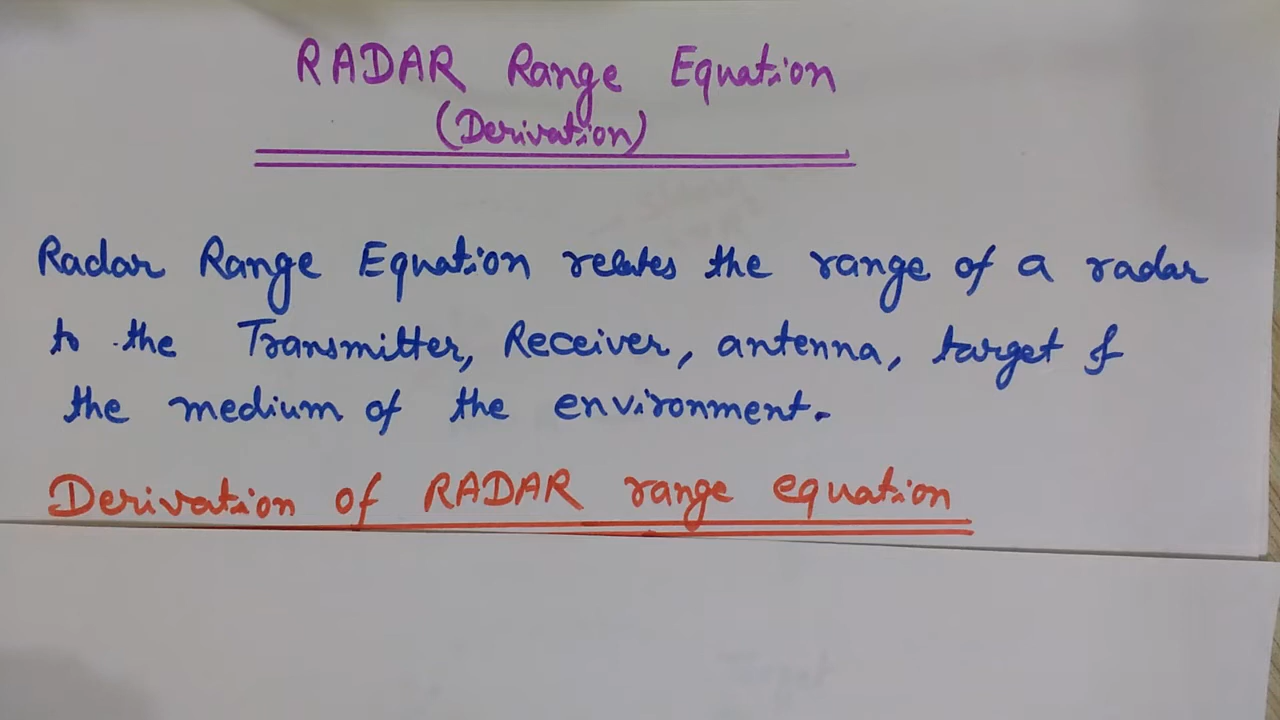 RADAR Range Equation
(Derivation)
Radar Range Equation relates the range of a radar
to the Transmitter, Receiver, antenna, target &
the medium of the environment.
Derivation of RADAR range equation